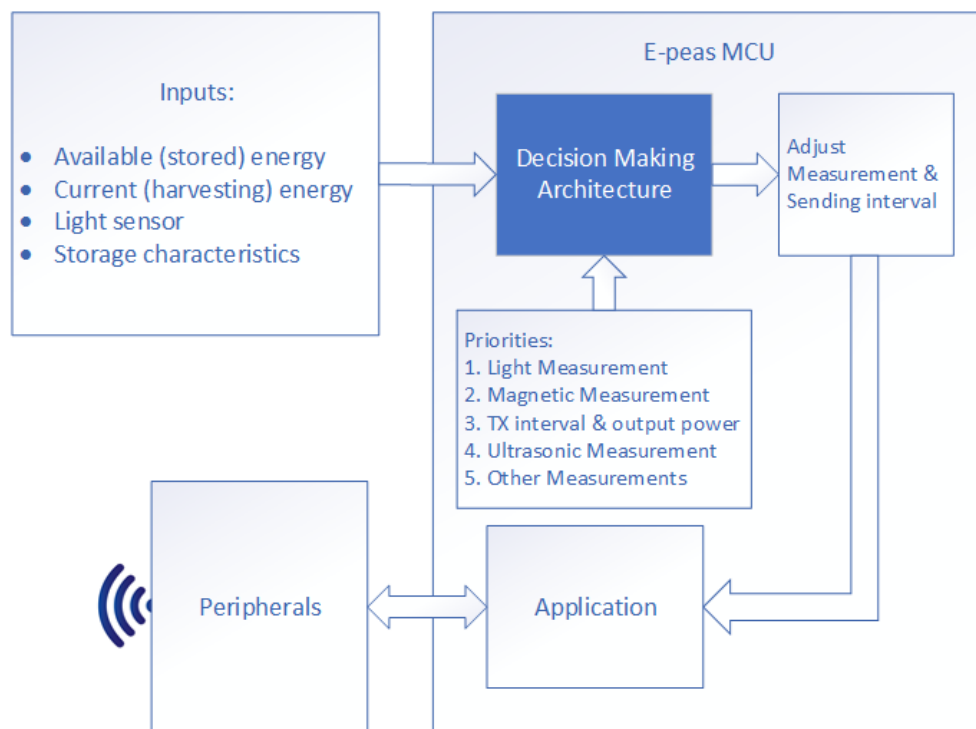 Inputs:
• Available (stored) energy
• Current (harvesting) energy
• Light sensor
• Storage characteristics
E-peas MCU
Decision Making
Architecture
Adjust
Measurement &
Sending interval
Priorities:
1. Light Measurement
2. Magnetic Measurement
3. TX interval & output power
4. Ultrasonic Measurement
5. Other Measurements
Peripherals
Application